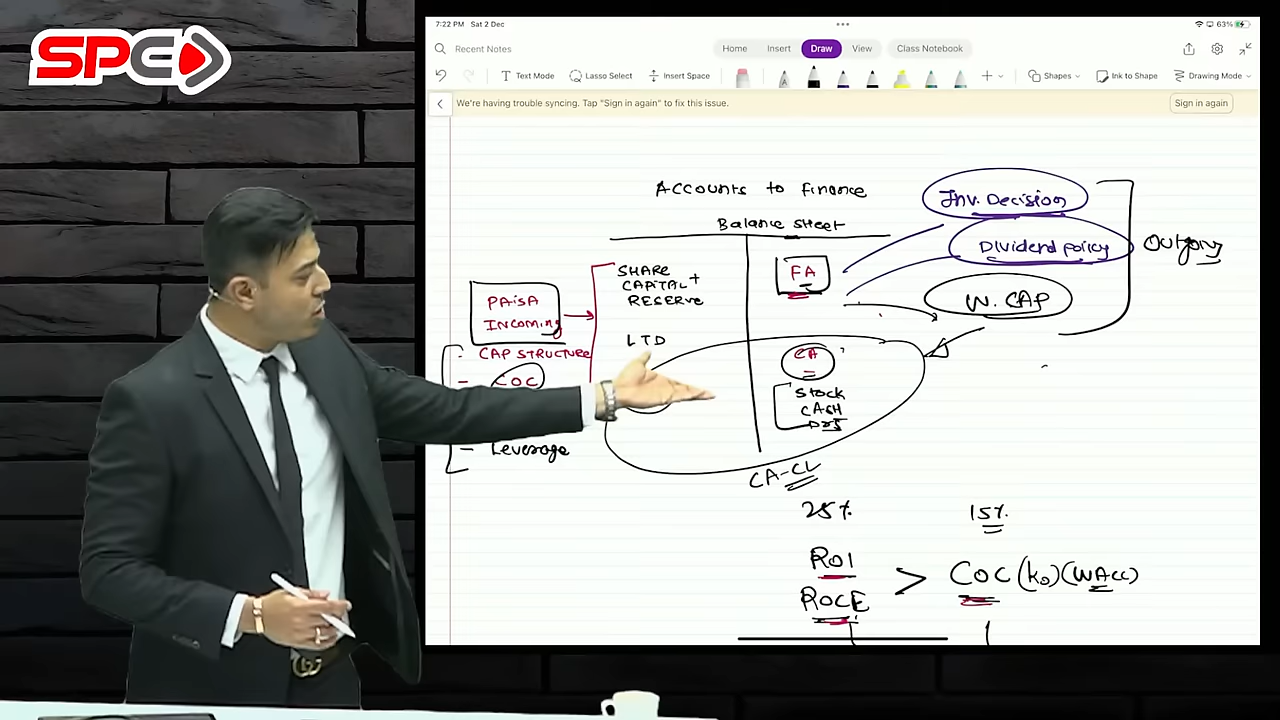 SPC
7:22 PM Sat 2 Dec
63%
Recent Notes
Home Insert Draw View Class Notebook
Text Mode Lasso Select Insert Space Shapes Ink to Shape Drawing Mode
We're having trouble syncing. Tap "Sign in again" to fix this issue.
Sign in again
Accounts to finance
Balance sheet
Inv. Decision
Dividend policy
W. CAP
Outgoing
PAISA
INCOMING
- CAP STRUCTURE
- COC
- Leverage
SHARE
CAPITAL +
RESERVE
LTD
FA
CA
Stock
CASH
CA-CL
25% 15%
ROI
ROCE
> COC (ko) (WACC)